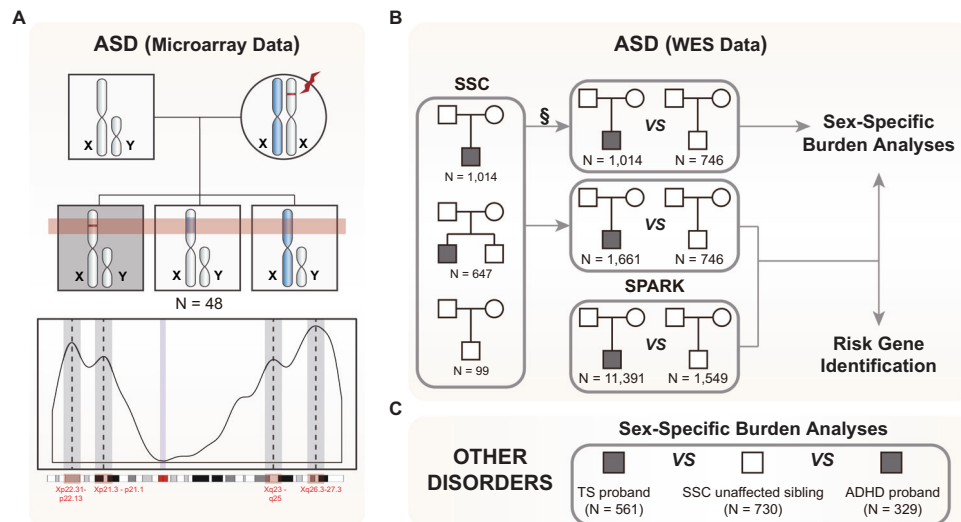 A
ASD (Microarray Data)
X Y
X X
X Y
X Y
X Y
N = 48
Xp22.31-
p22.13
Xp21.3 - p21.1
Xq23 -
q25
Xq26.3-27.3
B
ASD (WES Data)
SSC
N = 1,014
N = 647
N = 99
§
VS
N = 1,014
N = 746
VS
N = 1,661
N = 746
SPARK
VS
N = 11,391
N = 1,549
Sex-Specific
Burden Analyses
Risk Gene
Identification
C
OTHER
DISORDERS
Sex-Specific Burden Analyses
VS
VS
TS proband
(N = 561)
SSC unaffected sibling
(N = 730)
ADHD proband
(N = 329)